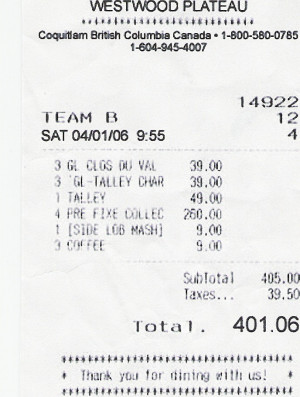 WESTWOOD PLATEAU
Coquitlam British Columbia Canada • 1-800-580-0785
1-604-945-4007
14922
TEAM B 12
SAT 04/01/06 9:55 4
3 GL CLOS DU VAL 39.00
3 'GL-TALLEY CHAR 39.00
1 TALLEY 49.00
4 PRE FIXE COLLEC 260.00
1 [SIDE LOB MASH] 9.00
3 COFFEE 9.00
SubTotal 405.00
Taxes... 39.50
Total. 401.06
* Thank you for dining with us! *